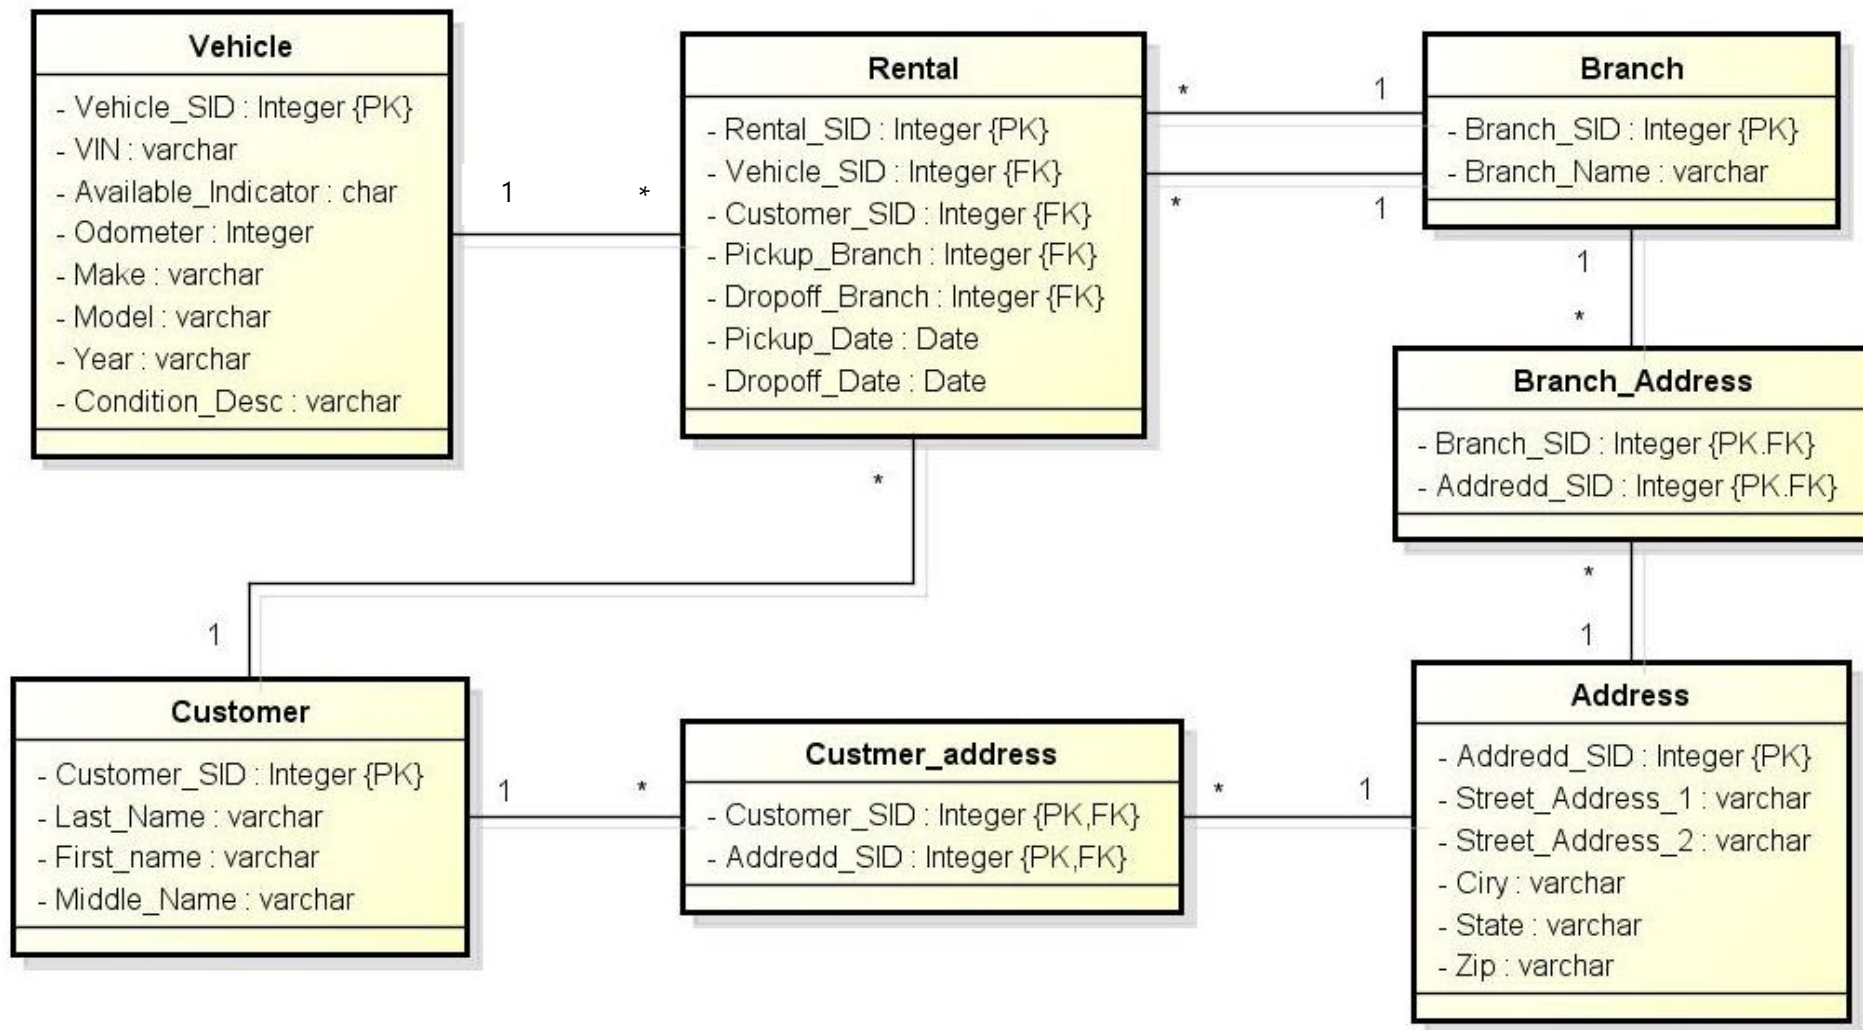 Vehicle
- Vehicle_SID : Integer {PK}
- VIN : varchar
- Available_Indicator : char
- Odometer : Integer
- Make : varchar
- Model : varchar
- Year : varchar
- Condition_Desc : varchar
1
*
Rental
- Rental_SID : Integer {PK}
- Vehicle_SID : Integer {FK}
- Customer_SID : Integer {FK}
- Pickup_Branch : Integer {FK}
- Dropoff_Branch : Integer {FK}
- Pickup_Date : Date
- Dropoff_Date : Date
*
1
*
1
Branch
- Branch_SID : Integer {PK}
- Branch_Name : varchar
1
*
Branch_Address
- Branch_SID : Integer {PK.FK}
- Addredd_SID : Integer {PK.FK}
*
1
*
1
Customer
- Customer_SID : Integer {PK}
- Last_Name : varchar
- First_name : varchar
- Middle_Name : varchar
1
*
Custmer_address
- Customer_SID : Integer {PK,FK}
- Addredd_SID : Integer {PK,FK}
*
1
Address
- Addredd_SID : Integer {PK}
- Street_Address_1 : varchar
- Street_Address_2 : varchar
- Ciry : varchar
- State : varchar
- Zip : varchar